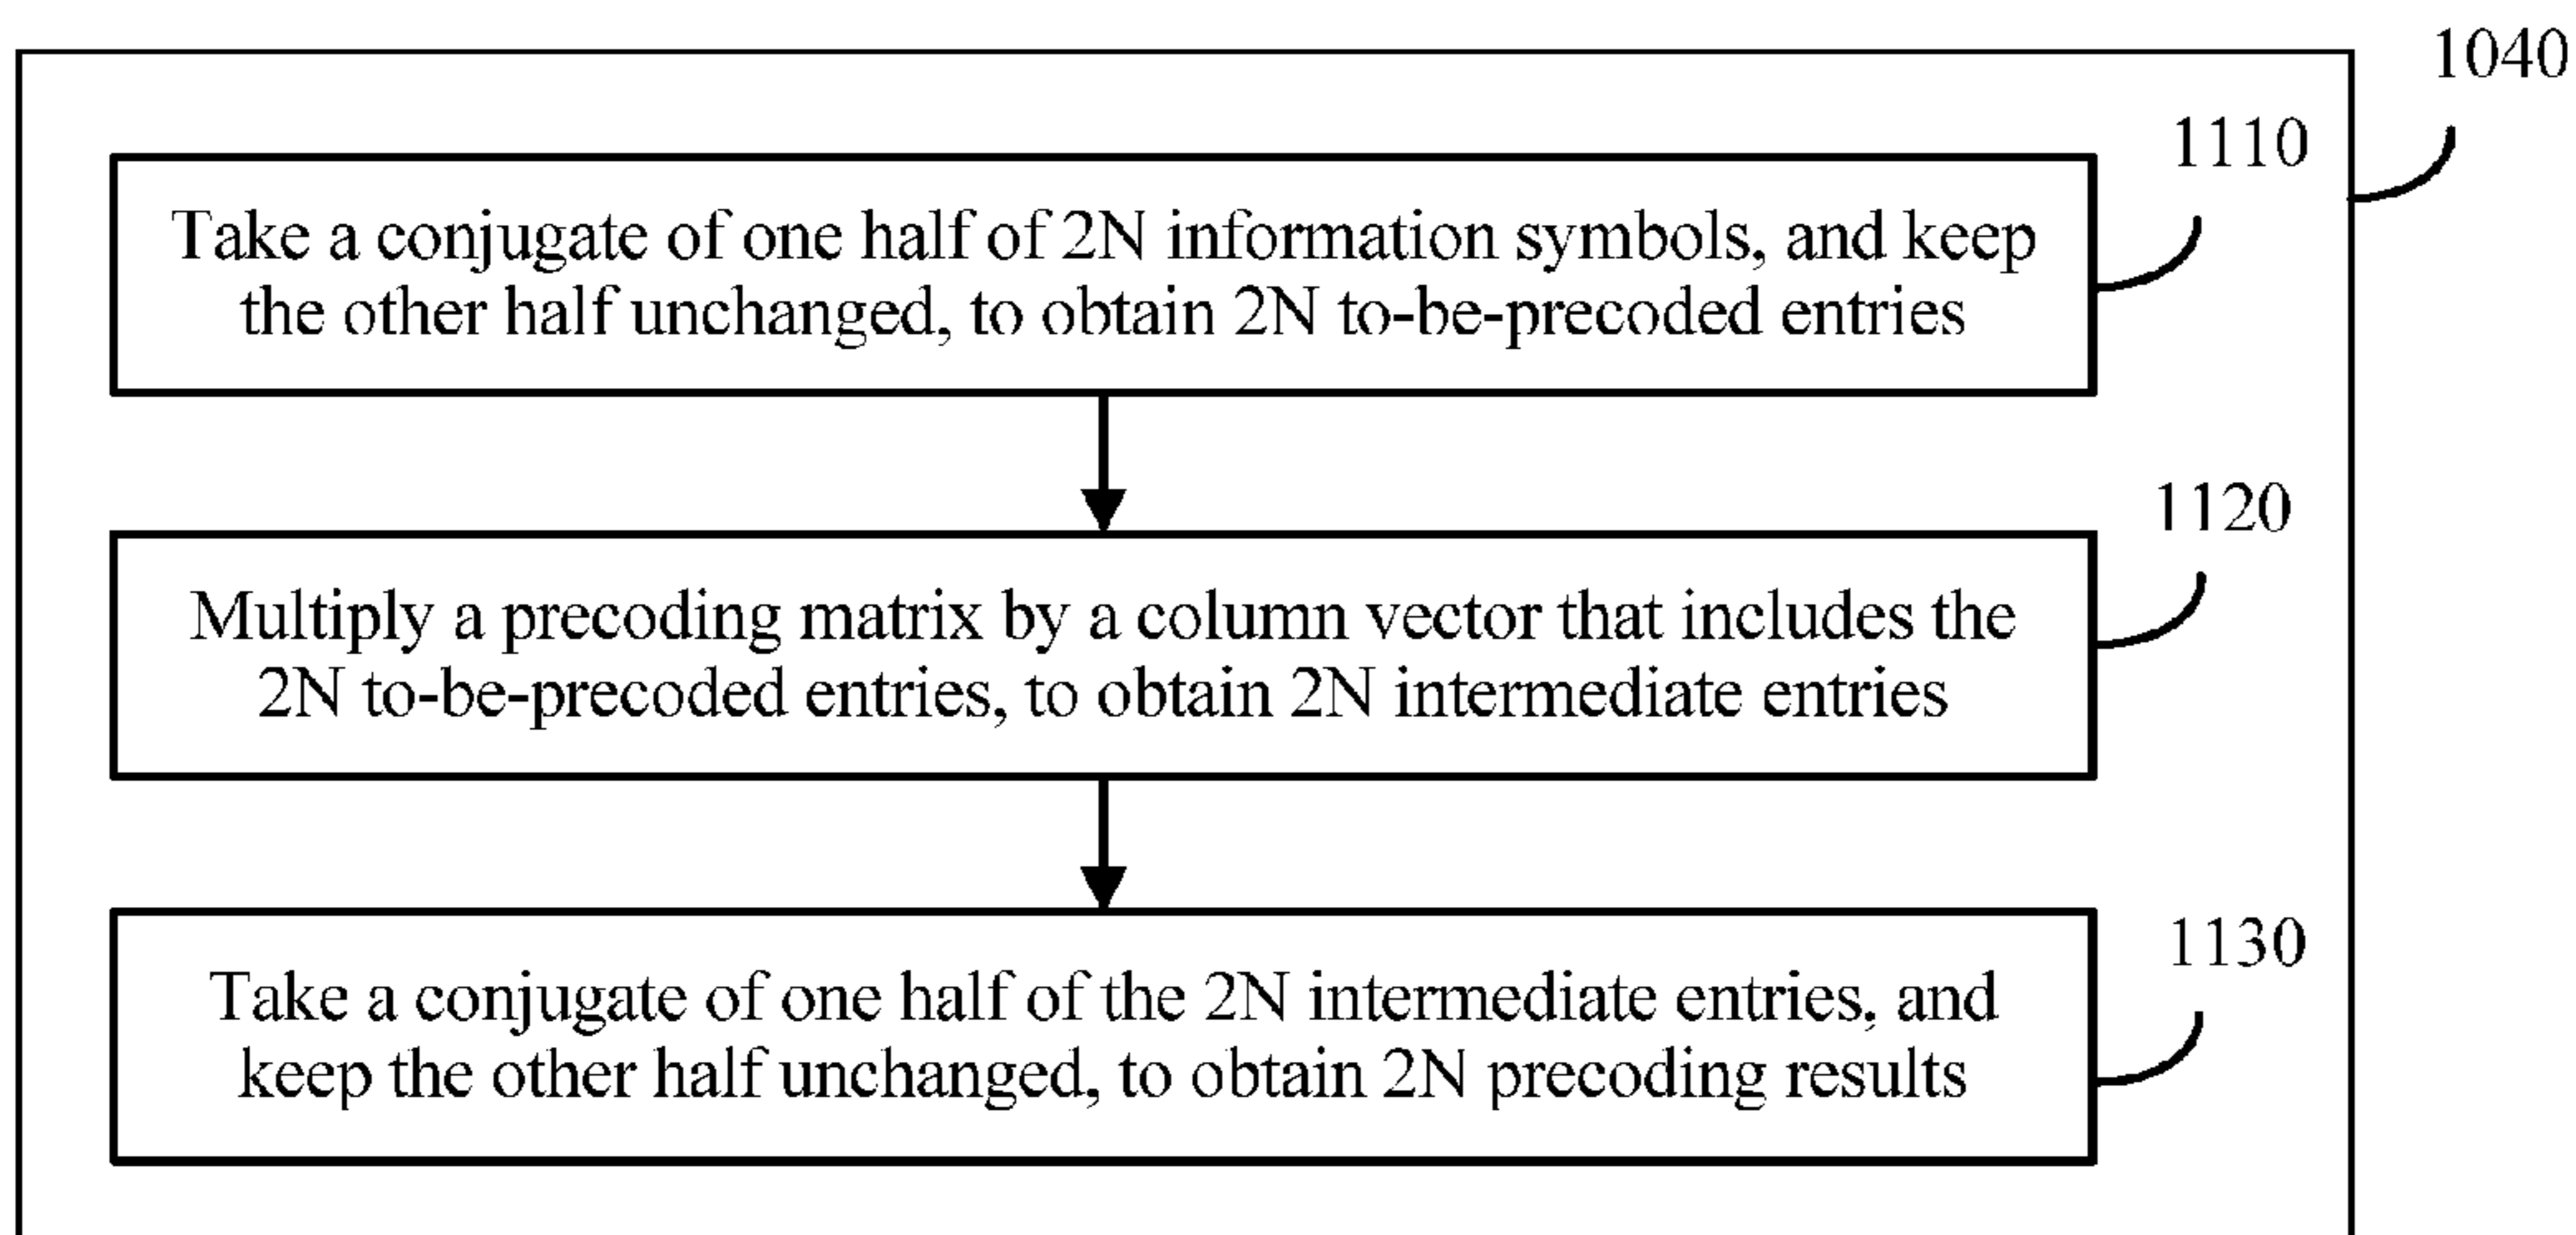 1040
1110
Take a conjugate of one half of 2N information symbols, and keep
the other half unchanged, to obtain 2N to-be-precoded entries
1120
Multiply a precoding matrix by a column vector that includes the
2N to-be-precoded entries, to obtain 2N intermediate entries
1130
Take a conjugate of one half of the 2N intermediate entries, and
keep the other half unchanged, to obtain 2N precoding results